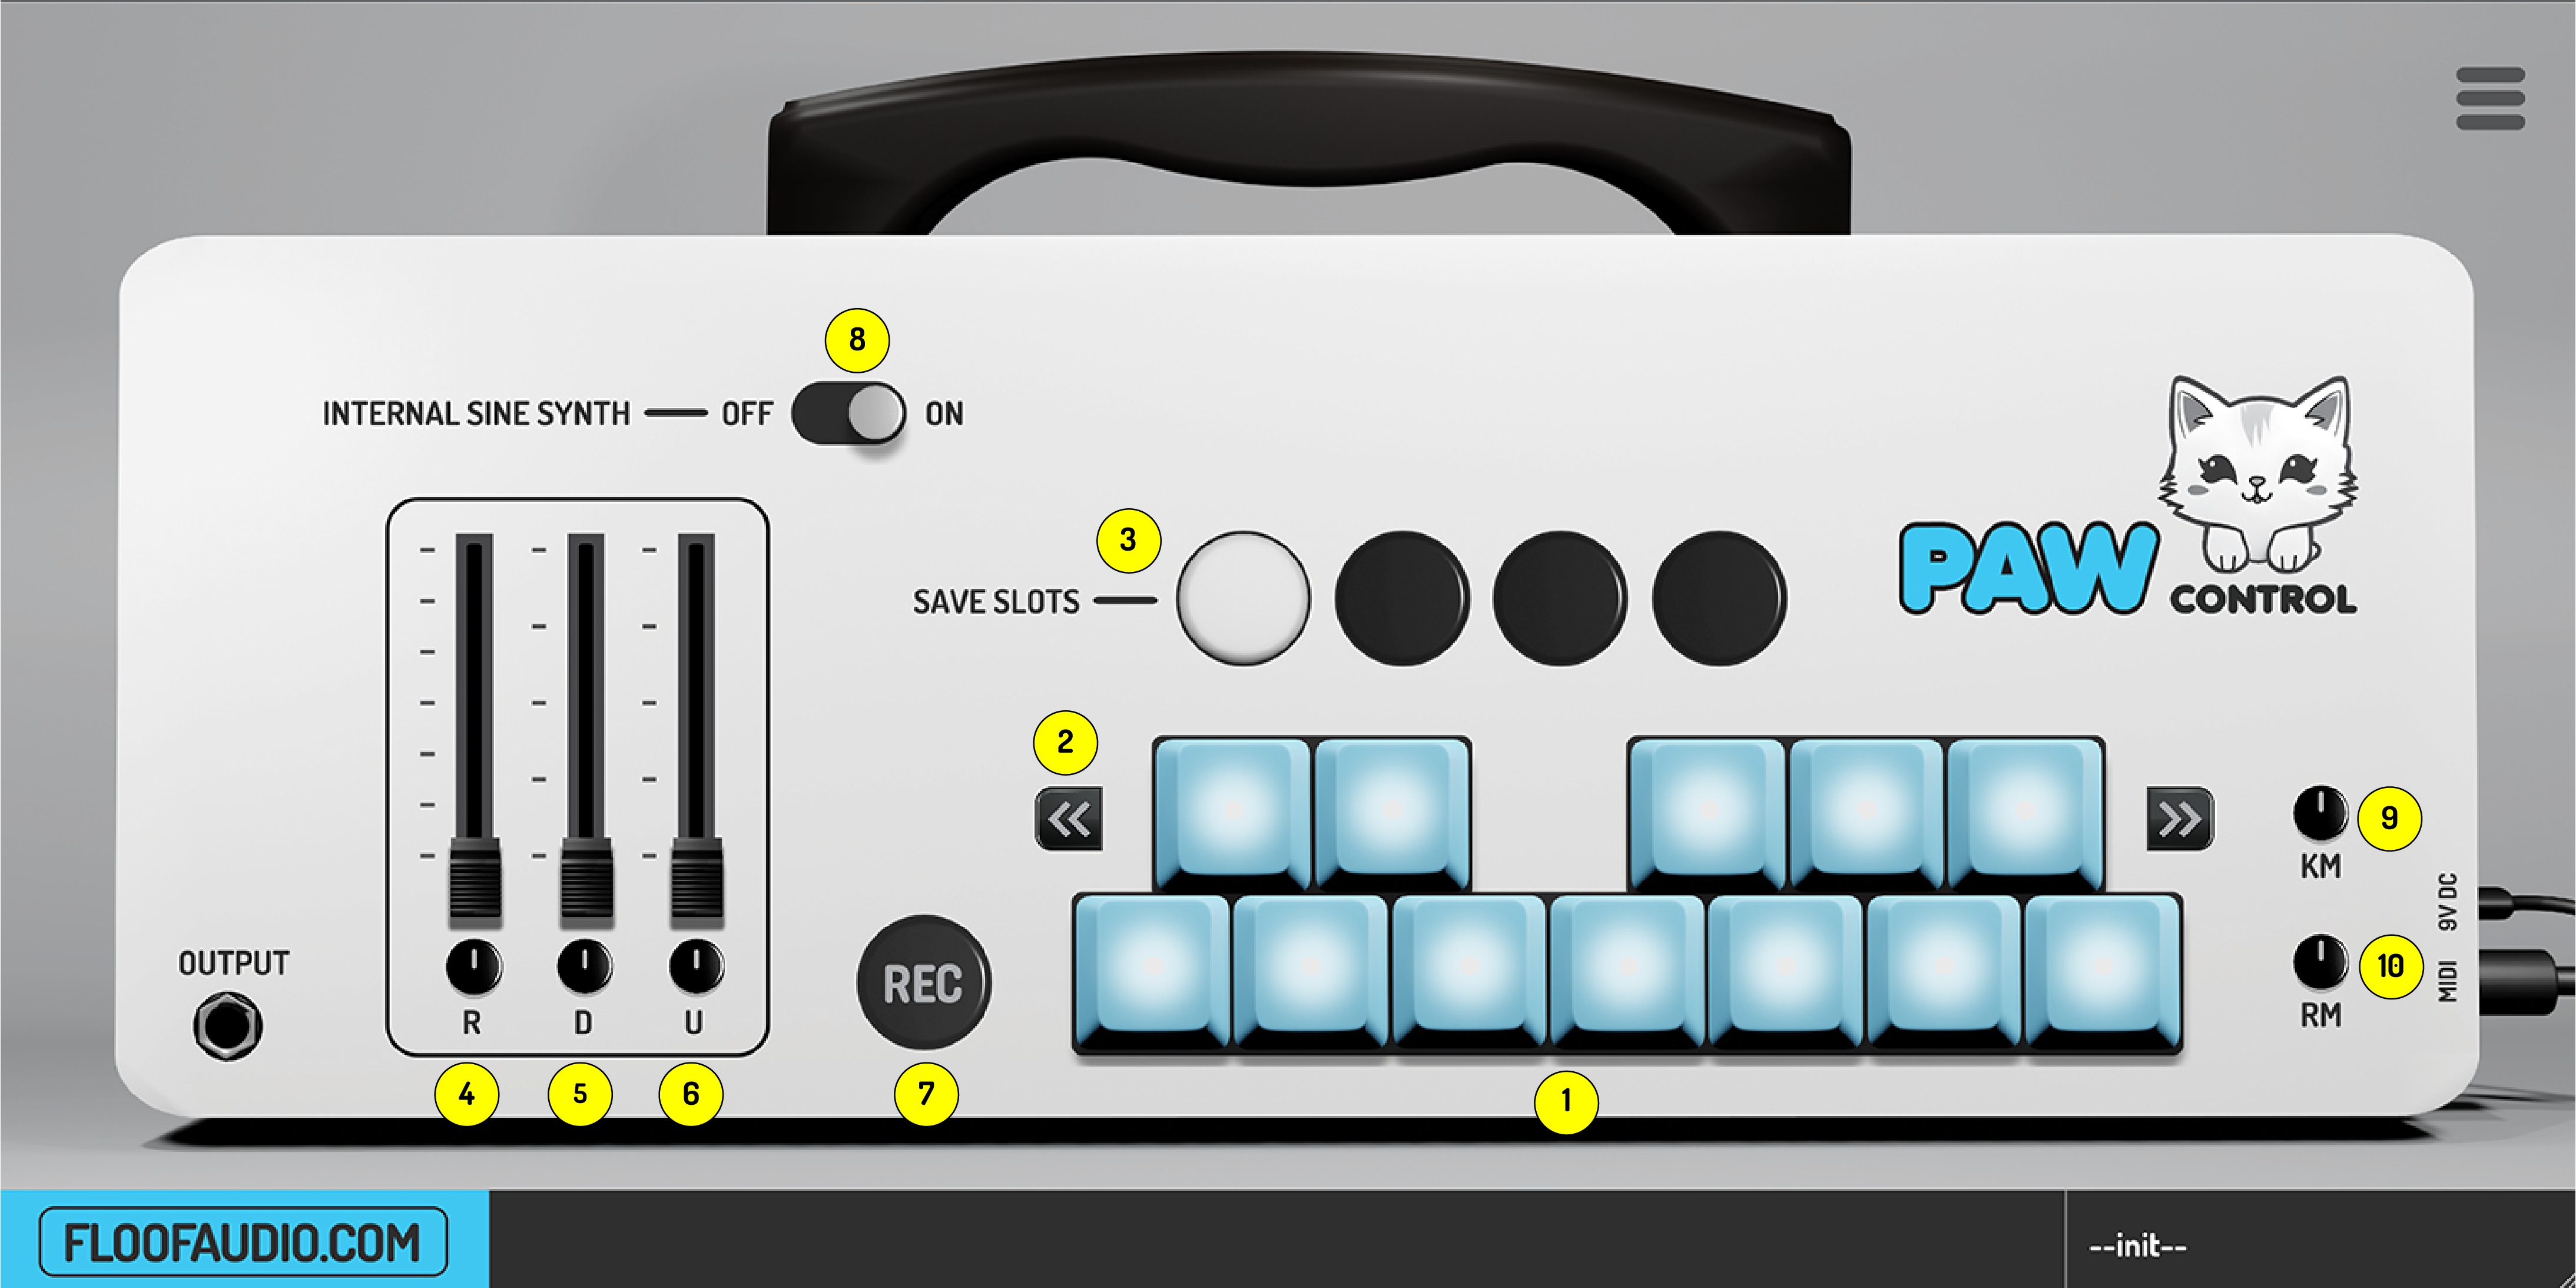 8
INTERNAL SINE SYNTH
OFF
ON
3
SAVE SLOTS
PAW
CONTROL
2
9
KM
9V DC
10
MIDI
RM
OUTPUT
R
D
U
REC
4
5
6
7
1
FLOOFAUDIO.COM
--init--